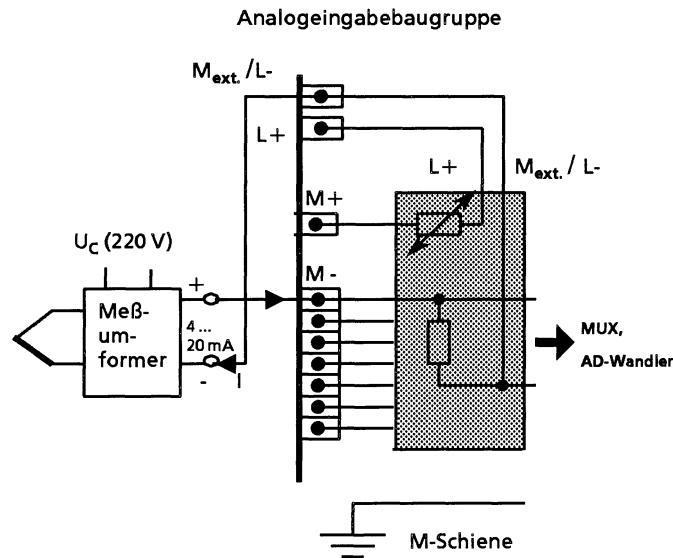 Analogeingabebaugruppe
Mext. /L-
L+
L+
Mext. / L-
M+
UC (220 V)
M -
+
Meß-
um-
former
4 ...
20 mA
- I
MUX,
AD-Wandler
M-Schiene